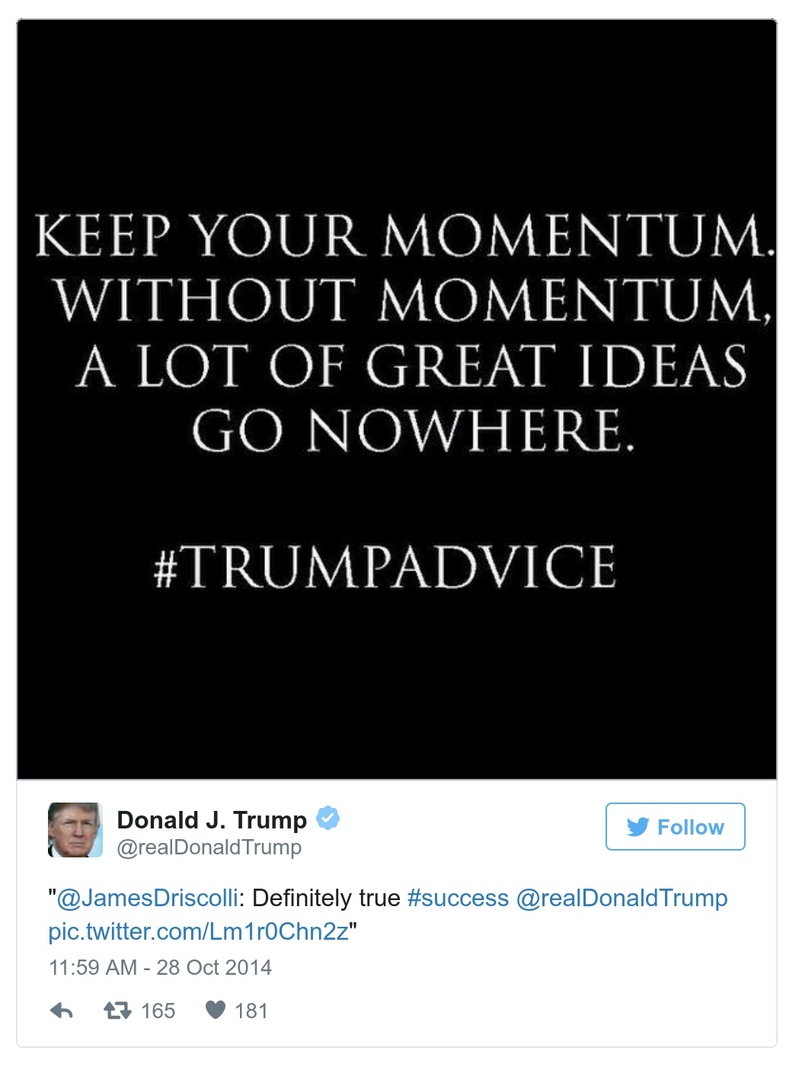 KEEP YOUR MOMENTUM.
WITHOUT MOMENTUM,
A LOT OF GREAT IDEAS
GO NOWHERE.
#TRUMPADVICE
Donald J. Trump
@realDonaldTrump
Follow
"@JamesDriscolli: Definitely true #success @realDonaldTrump
pic.twitter.com/Lm1r0Chn2z"
11:59 AM - 28 Oct 2014
165 181